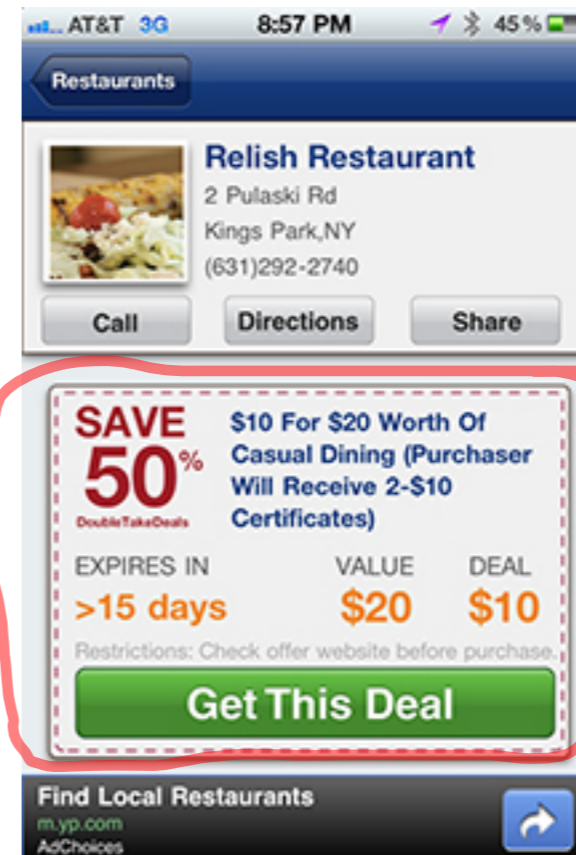 AT&T 3G 8:57 PM 45%
Restaurants
Relish Restaurant
2 Pulaski Rd
Kings Park,NY
(631)292-2740
Call Directions Share
SAVE
50%
DoubleTakeDeals
$10 For $20 Worth Of
Casual Dining (Purchaser
Will Receive 2-$10
Certificates)
EXPIRES IN VALUE DEAL
>15 days $20 $10
Restrictions: Check offer website before purchase.
Get This Deal
Find Local Restaurants
m.yp.com
AdChoices